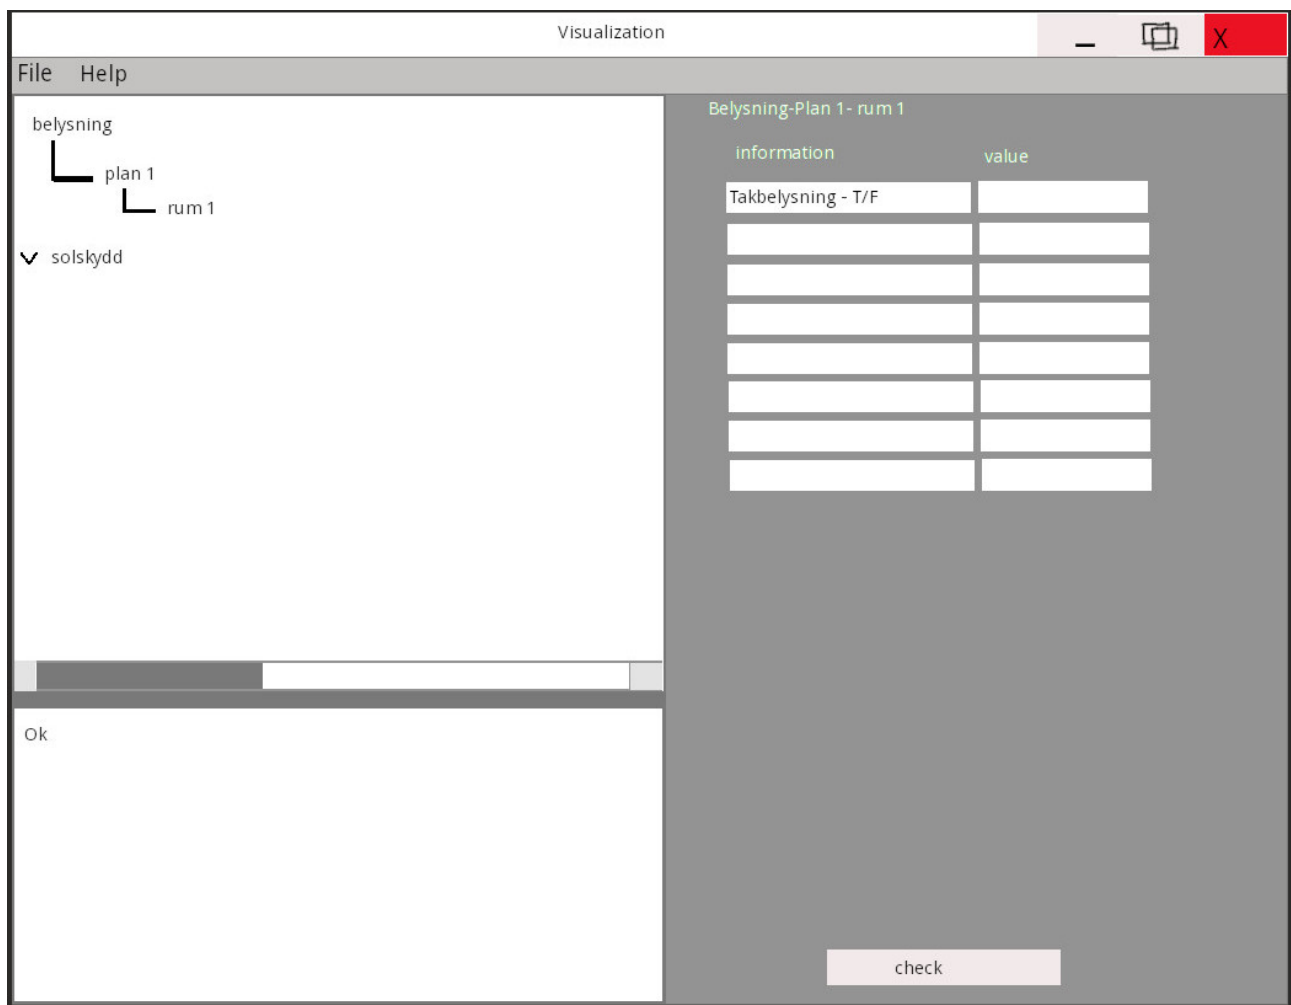 Visualization
X
File Help
belysning
plan 1
rum 1
solskydd
Ok
Belysning-Plan 1- rum 1
information value
Takbelysning - T/F
check